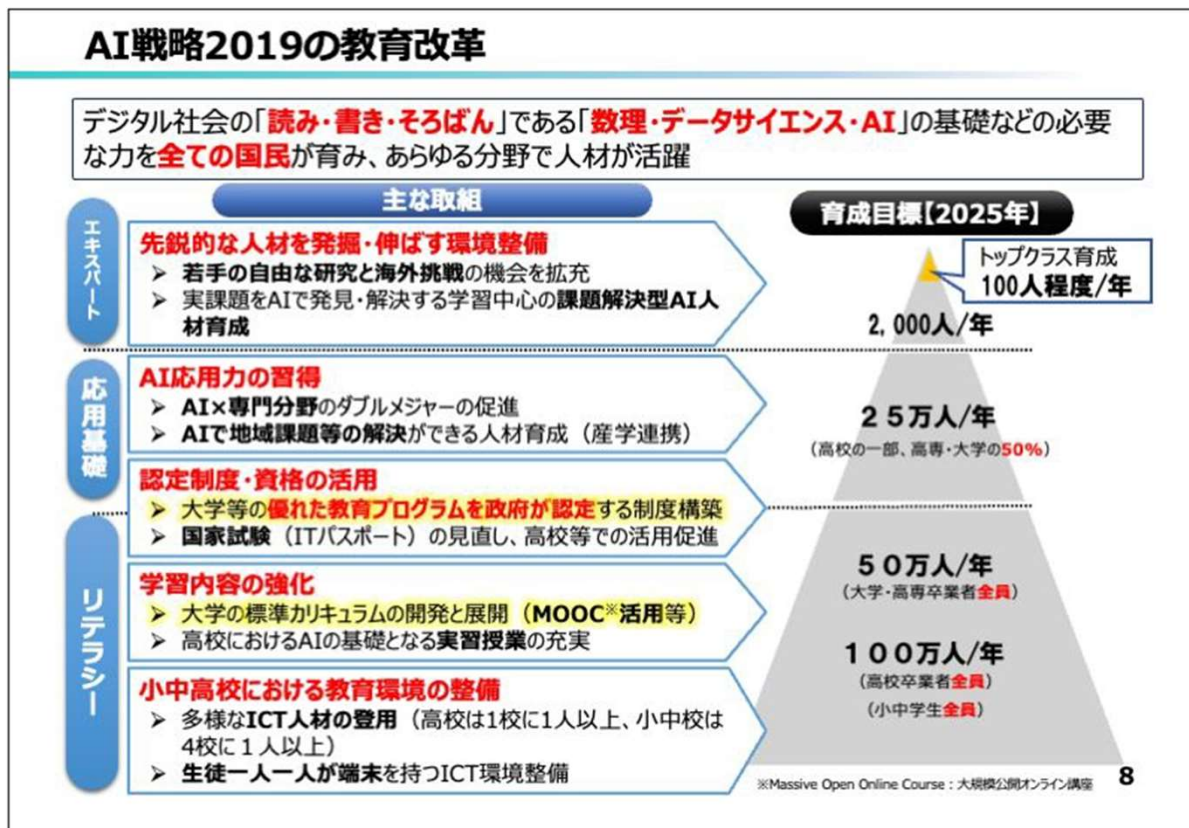 AI戦略2019の教育改革
デジタル社会の「読み・書き・そろばん」である「数理・データサイエンス・AI」の基礎などの必要
な力を全ての国民が育み、あらゆる分野で人材が活躍
主な取組
育成目標【2025年】
エキスパート
先鋭的な人材を発掘・伸ばす環境整備
➢ 若手の自由な研究と海外挑戦の機会を拡充
➢ 実課題をAIで発見・解決する学習中心の課題解決型AI人
材育成
トップクラス育成
100人程度/年
2,000人/年
応用基礎
AI応用力の習得
➢ AI×専門分野のダブルメジャーの促進
➢ AIで地域課題等の解決ができる人材育成（産学連携）
25万人/年
（高校の一部、高専・大学の50%）
認定制度・資格の活用
➢ 大学等の優れた教育プログラムを政府が認定する制度構築
➢ 国家試験（ITパスポート）の見直し、高校等での活用促進
リテラシー
学習内容の強化
➢ 大学の標準カリキュラムの開発と展開（MOOC※活用等）
➢ 高校におけるAIの基礎となる実習授業の充実
50万人/年
（大学・高専卒業者全員）
小中高校における教育環境の整備
➢ 多様なICT人材の登用（高校は1校に1人以上、小中校は
4校に１人以上）
➢ 生徒一人一人が端末を持つICT環境整備
100万人/年
（高校卒業者全員）
（小中学生全員）
※Massive Open Online Course：大規模公開オンライン講座
8